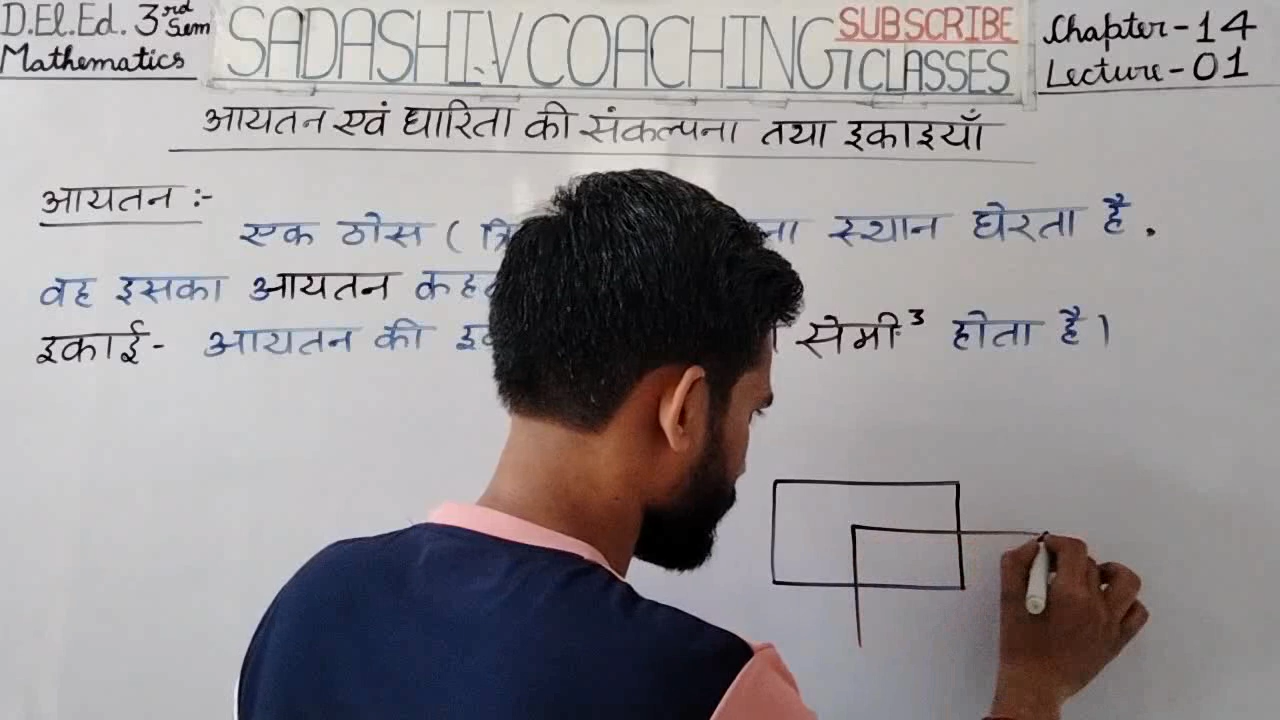 D.El.Ed. 3rd Sem
Mathematics
SADASHIV COACHING CLASSES
SUBSCRIBE
Chapter-14
Lecture-01
आयतन एवं धारिता की संकल्पना तथा इकाइयाँ
आयतन :-
एक ठोस ( स्थान घेरता है .
वह इसका आयतन
इकाई- आयतन की सेमी³ होता है।